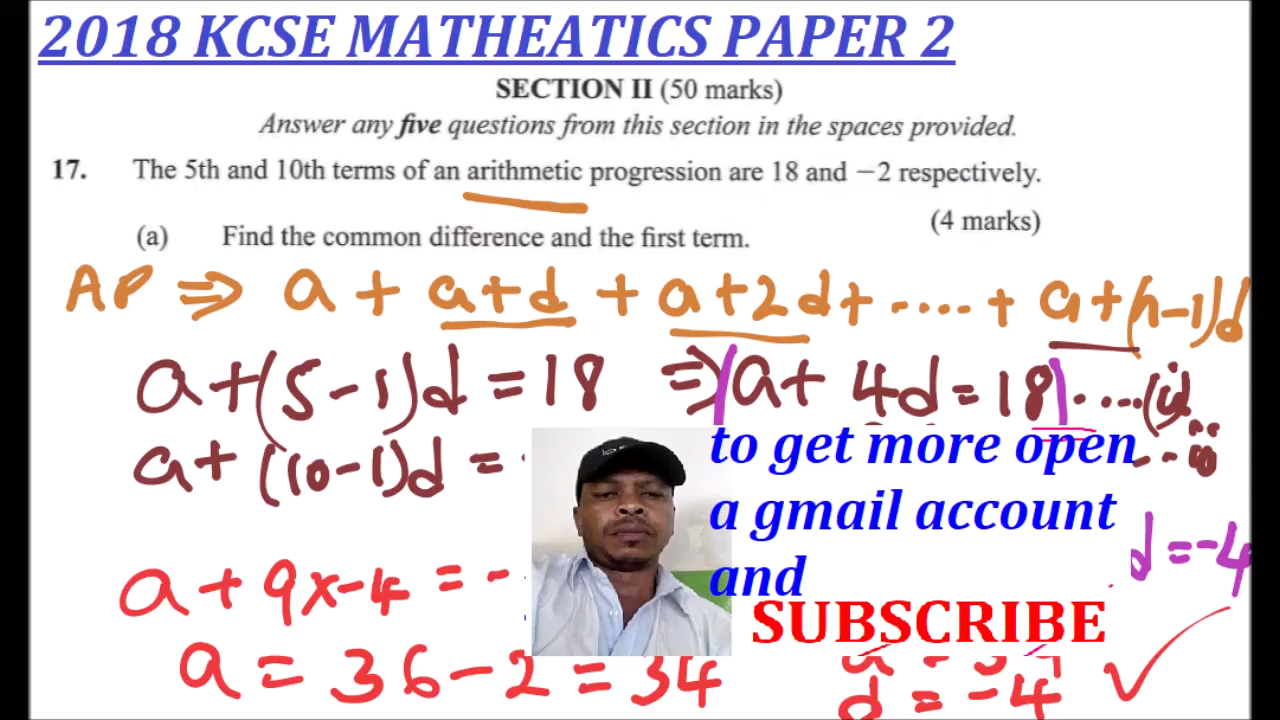 2018 KCSE MATHEATICS PAPER 2
SECTION II (50 marks)
Answer any five questions from this section in the spaces provided.
17. The 5th and 10th terms of an arithmetic progression are 18 and −2 respectively.
(4 marks)
(a) Find the common difference and the first term.
AP ⇒ a + a+d + a+2d + ..... + a+(n-1)d
a+(5-1)d = 18 ⇒ a + 4d = 18 ....(i)
a+(10-1)d =
to get more open
a gmail account
and
d = -4
a + 9x-4 = -
SUBSCRIBE
a = 36-2 = 34
d = -4